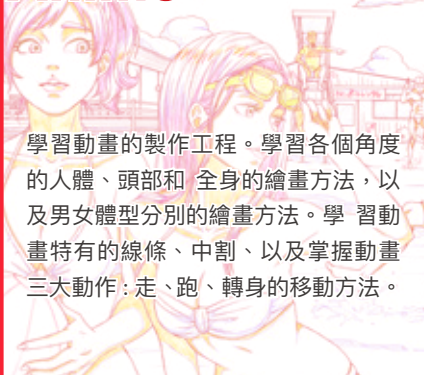 學習動畫的製作工程。學習各個角度
的人體、頭部和 全身的繪畫方法，以
及男女體型分別的繪畫方法。學 習動
畫特有的線條、中割、以及掌握動畫
三大動作 : 走、跑、轉身的移動方法。